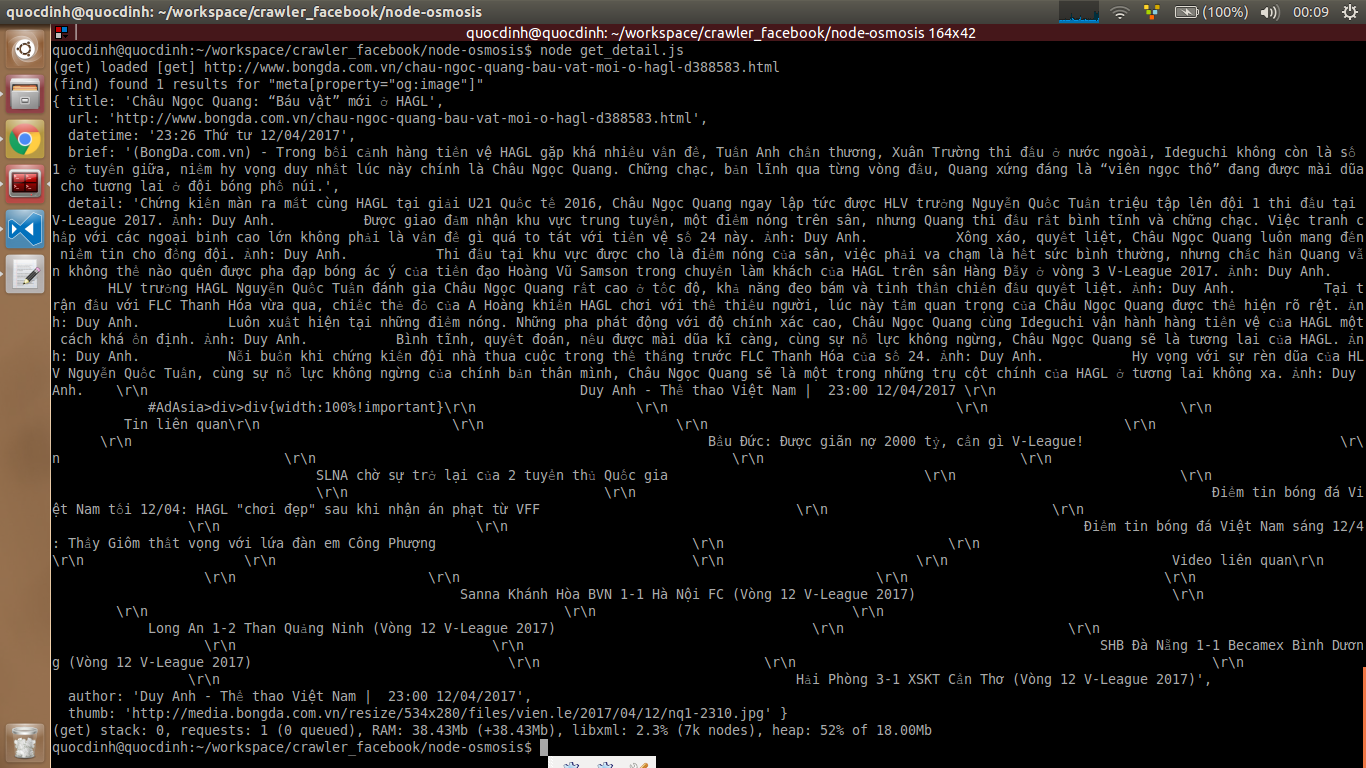 quocdinh@quocdinh: ~/workspace/crawler_facebook/node-osmosis
(100%) 00:09
quocdinh@quocdinh: ~/workspace/crawler_facebook/node-osmosis 164x42
quocdinh@quocdinh:~/workspace/crawler_facebook/node-osmosis$ node get_detail.js
(get) loaded [get] http://www.bongda.com.vn/chau-ngoc-quang-bau-vat-moi-o-hagl-d388583.html
(find) found 1 results for "meta[property="og:image"]"
{ title: 'Châu Ngọc Quang: “Báu vật” mới ở HAGL',
url: 'http://www.bongda.com.vn/chau-ngoc-quang-bau-vat-moi-o-hagl-d388583.html',
datetime: '23:26 Thứ tư 12/04/2017',
brief: '(BongDa.com.vn) - Trong bối cảnh hàng tiền vệ HAGL gặp khá nhiều vấn đề, Tuấn Anh chấn thương, Xuân Trường thi đấu ở nước ngoài, Ideguchi không còn là số
1 ở tuyến giữa, niềm hy vọng duy nhất lúc này chính là Châu Ngọc Quang. Chững chạc, bản lĩnh qua từng vòng đấu, Quang xứng đáng là “viên ngọc thô” đang được mài dũa
cho tương lai ở đội bóng phố núi.',
detail: 'Chứng kiến màn ra mắt cùng HAGL tại giải U21 Quốc tế 2016, Châu Ngọc Quang ngay lập tức được HLV trưởng Nguyễn Quốc Tuấn triệu tập lên đội 1 thi đấu tại
V-League 2017. Ảnh: Duy Anh. Được giao đảm nhận khu vực trung tuyến, một điểm nóng trên sân, nhưng Quang thi đấu rất bình tĩnh và chững chạc. Việc tranh c
hấp với các ngoại binh cao lớn không phải là vấn đề gì quá to tát với tiền vệ số 24 này. Ảnh: Duy Anh. Xông xáo, quyết liệt, Châu Ngọc Quang luôn mang đến
niềm tin cho đồng đội. Ảnh: Duy Anh. Thi đấu tại khu vực được cho là điểm nóng của sân, việc phải va chạm là hết sức bình thường, nhưng chắc hẳn Quang vẫ
n không thể nào quên được pha đạp bóng ác ý của tiền đạo Hoàng Vũ Samson trong chuyến làm khách của HAGL trên sân Hàng Đẫy ở vòng 3 V-League 2017. Ảnh: Duy Anh.
HLV trưởng HAGL Nguyễn Quốc Tuấn đánh gia Châu Ngọc Quang rất cao ở tốc độ, khả năng đeo bám và tinh thần chiến đấu quyết liệt. Ảnh: Duy Anh. Tại t
rận đấu với FLC Thanh Hóa vừa qua, chiếc thẻ đỏ của A Hoàng khiến HAGL chơi với thế thiếu người, lúc này tầm quan trọng của Châu Ngọc Quang được thể hiện rõ rệt. Ản
h: Duy Anh. Luôn xuất hiện tại những điểm nóng. Những pha phát động với độ chính xác cao, Châu Ngọc Quang cùng Ideguchi vận hành hàng tiền vệ của HAGL một
cách khá ổn định. Ảnh: Duy Anh. Bình tĩnh, quyết đoán, nếu được mài dũa kĩ càng, cùng sự nỗ lực không ngừng, Châu Ngọc Quang sẽ là tương lai của HAGL. Ản
h: Duy Anh. Nỗi buồn khi chứng kiến đội nhà thua cuộc trong thế thắng trước FLC Thanh Hóa của số 24. Ảnh: Duy Anh. Hy vọng với sự rèn dũa của HL
V Nguyễn Quốc Tuấn, cùng sự nỗ lực không ngừng của chính bản thân mình, Châu Ngọc Quang sẽ là một trong những trụ cột chính của HAGL ở tương lai không xa. Ảnh: Duy
Anh. \r\n Duy Anh - Thể thao Việt Nam | 23:00 12/04/2017 \r\n
#AdAsia>div>div{width:100%!important}\r\n \r\n \r\n \r\n
Tin liên quan\r\n \r\n \r\n \r\n
\r\n Bầu Đức: Được giãn nợ 2000 tỷ, cần gì V-League! \r\
n \r\n \r\n \r\n
SLNA chờ sự trở lại của 2 tuyển thủ Quốc gia \r\n \r\n
\r\n \r\n Điểm tin bóng đá Vi
ệt Nam tối 12/04: HAGL "chơi đẹp" sau khi nhận án phạt từ VFF \r\n \r\n
\r\n \r\n Điểm tin bóng đá Việt Nam sáng 12/4
: Thầy Giôm thất vọng với lứa đàn em Công Phượng \r\n \r\n
\r\n \r\n \r\n \r\n Video liên quan\r\n
\r\n \r\n \r\n \r\n
Sanna Khánh Hòa BVN 1-1 Hà Nội FC (Vòng 12 V-League 2017) \r\n
\r\n \r\n \r\n
Long An 1-2 Than Quảng Ninh (Vòng 12 V-League 2017) \r\n \r\n
\r\n \r\n SHB Đà Nẵng 1-1 Becamex Bình Dươn
g (Vòng 12 V-League 2017) \r\n \r\n \r\n
\r\n Hải Phòng 3-1 XSKT Cần Thơ (Vòng 12 V-League 2017)',
author: 'Duy Anh - Thể thao Việt Nam | 23:00 12/04/2017',
thumb: 'http://media.bongda.com.vn/resize/534x280/files/vien.le/2017/04/12/nq1-2310.jpg' }
(get) stack: 0, requests: 1 (0 queued), RAM: 38.43Mb (+38.43Mb), libxml: 2.3% (7k nodes), heap: 52% of 18.00Mb
quocdinh@quocdinh:~/workspace/crawler_facebook/node-osmosis$